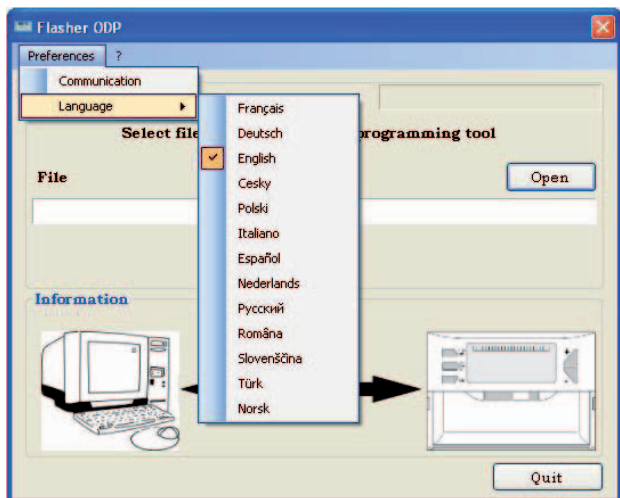 Flasher ODP
Preferences ?
Communication
Language
Select file programming tool
File
Open
Français
Deutsch
English
Cesky
Polski
Italiano
Español
Nederlands
Русский
Româna
Slovenščina
Türk
Norsk
Information
Quit